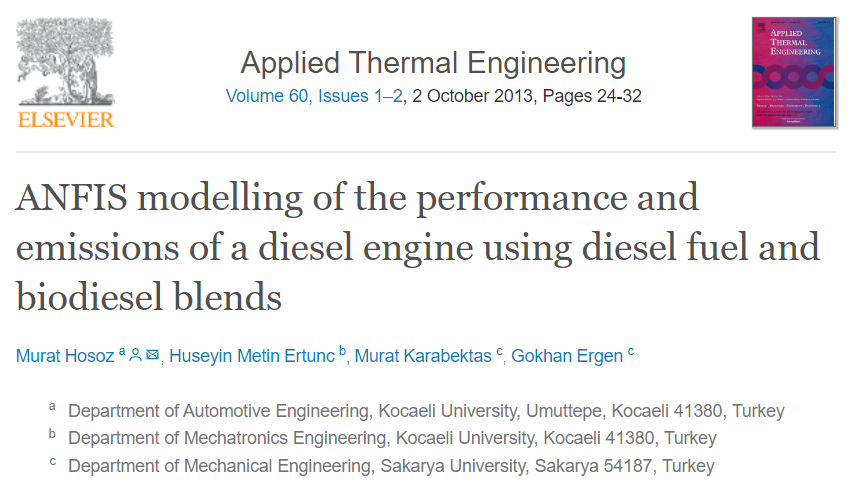 ELSEVIER
Applied Thermal Engineering
Volume 60, Issues 1–2, 2 October 2013, Pages 24-32
APPLIED
THERMAL
ENGINEERING
ANFIS modelling of the performance and
emissions of a diesel engine using diesel fuel and
biodiesel blends
Murat Hosoz a, Huseyin Metin Ertunc b, Murat Karabektas c, Gokhan Ergen c
a Department of Automotive Engineering, Kocaeli University, Umuttepe, Kocaeli 41380, Turkey
b Department of Mechatronics Engineering, Kocaeli University, Kocaeli 41380, Turkey
c Department of Mechanical Engineering, Sakarya University, Sakarya 54187, Turkey